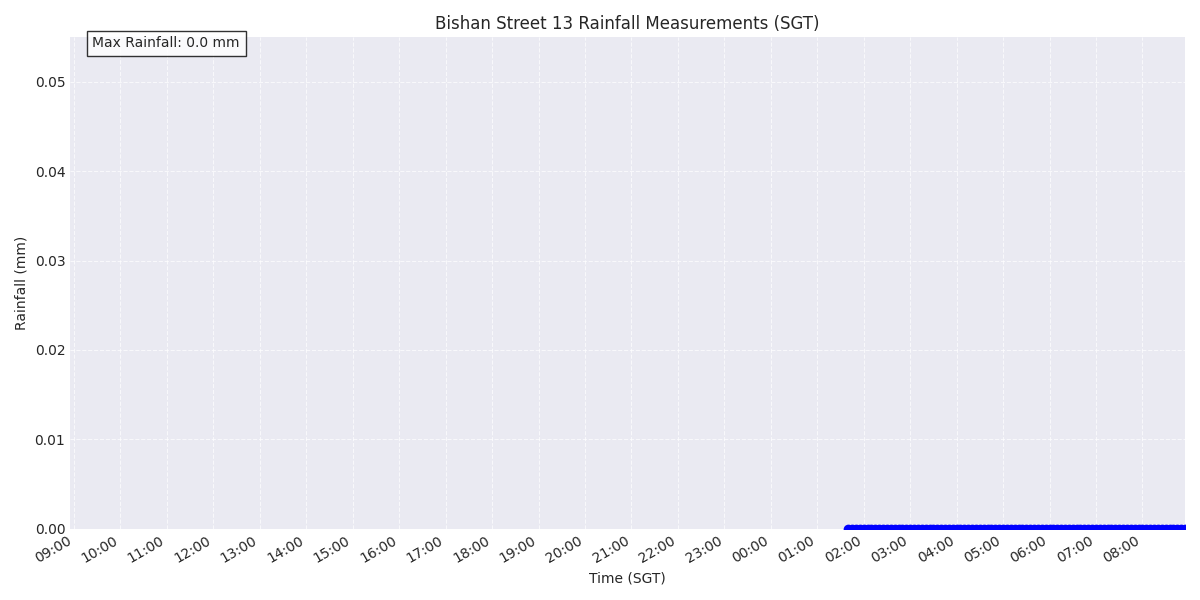 Bishan Street 13 Rainfall Measurements (SGT)
Max Rainfall: 0.0 mm
Rainfall (mm)
0.05
0.04
0.03
0.02
0.01
0.00
09:00 10:00 11:00 12:00 13:00 14:00 15:00 16:00 17:00 18:00 19:00 20:00 21:00 22:00 23:00 00:00 01:00 02:00 03:00 04:00 05:00 06:00 07:00 08:00
Time (SGT)